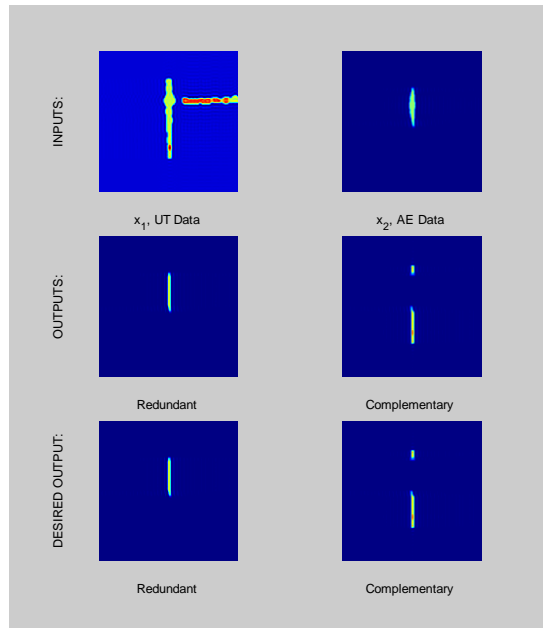 INPUTS:
x1, UT Data
x2, AE Data
OUTPUTS:
Redundant
Complementary
DESIRED OUTPUT:
Redundant
Complementary